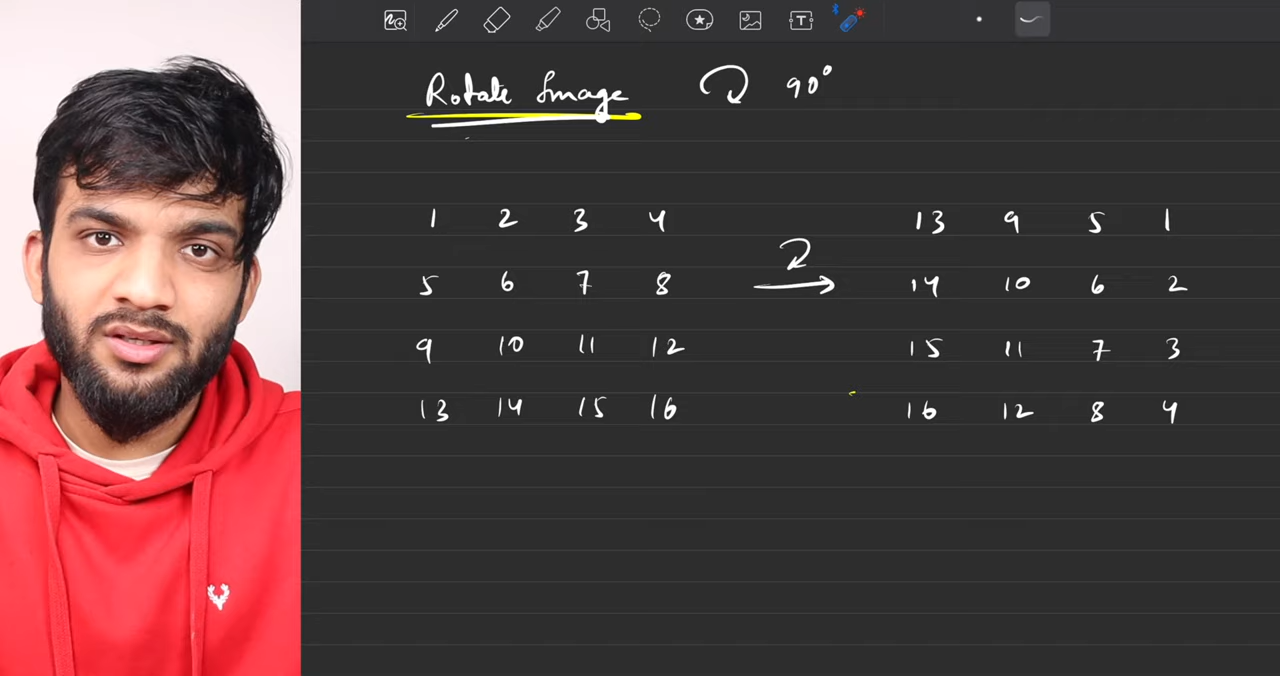 Rotate Image 90°
1 2 3 4 13 9 5 1
5 6 7 8 14 10 6 2
9 10 11 12 15 11 7 3
13 14 15 16 16 12 8 4